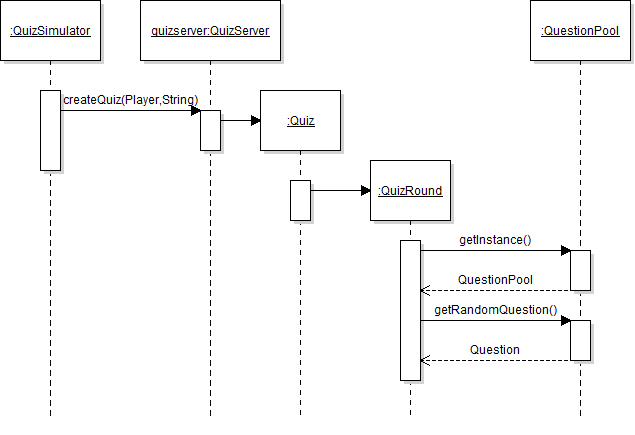 :QuizSimulator
quizserver:QuizServer
:QuestionPool
createQuiz(Player,String)
:Quiz
:QuizRound
getInstance()
QuestionPool
getRandomQuestion()
Question